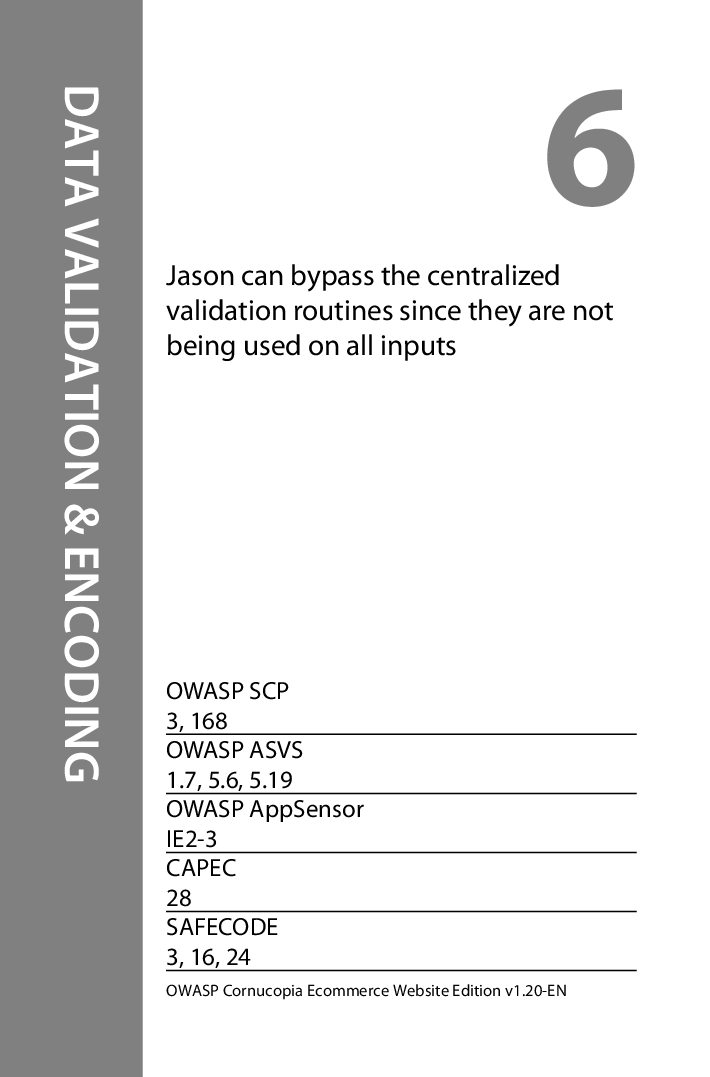 DATA VALIDATION & ENCODING
6
Jason can bypass the centralized
validation routines since they are not
being used on all inputs
OWASP SCP
3, 168
OWASP ASVS
1.7, 5.6, 5.19
OWASP AppSensor
IE2-3
CAPEC
28
SAFECODE
3, 16, 24
OWASP Cornucopia Ecommerce Website Edition v1.20-EN